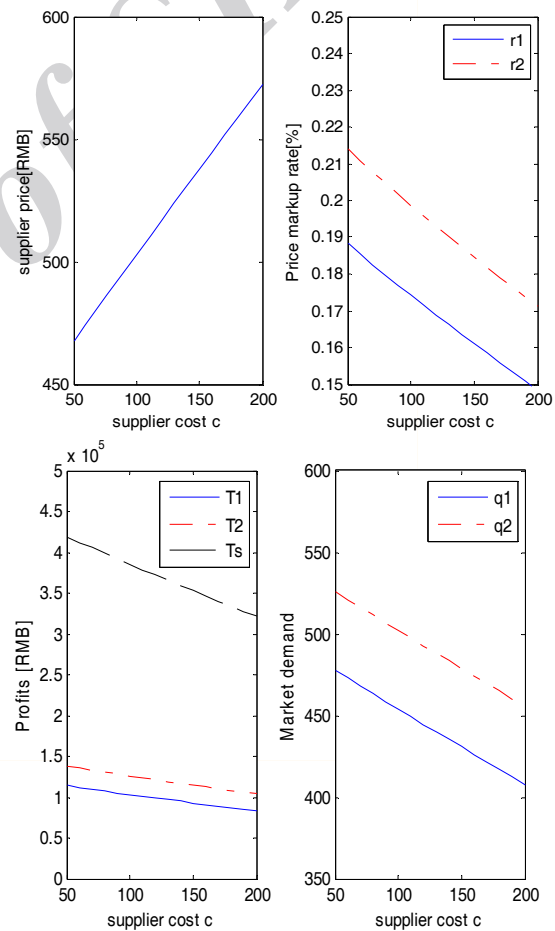 of
600
550
500
450
supplier price[RMB]
50
100
150
200
supplier cost c
0.25
0.24
0.23
0.22
0.21
0.2
0.19
0.18
0.17
0.16
0.15
Price markup rate[%]
r1
r2
50
100
150
200
supplier cost c
x 10^5
5
4.5
4
3.5
3
2.5
2
1.5
1
0.5
0
Profits [RMB]
T1
T2
Ts
50
100
150
200
supplier cost c
600
550
500
450
400
350
Market demand
q1
q2
50
100
150
200
supplier cost c